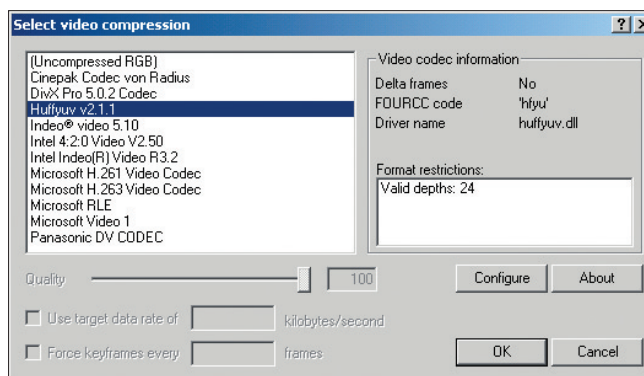 Select video compression
(Uncompressed RGB)
Cinepak Codec von Radius
DivX Pro 5.0.2 Codec
Huffyuv v2.1.1
Indeo® video 5.10
Intel 4:2:0 Video V2.50
Intel Indeo(R) Video R3.2
Microsoft H.261 Video Codec
Microsoft H.263 Video Codec
Microsoft RLE
Microsoft Video 1
Panasonic DV CODEC
Video codec information
Delta frames No
FOURCC code 'hfyu'
Driver name huffyuv.dll
Format restrictions:
Valid depths: 24
Quality 100
Configure About
Use target data rate of kilobytes/second
Force keyframes every frames
OK Cancel